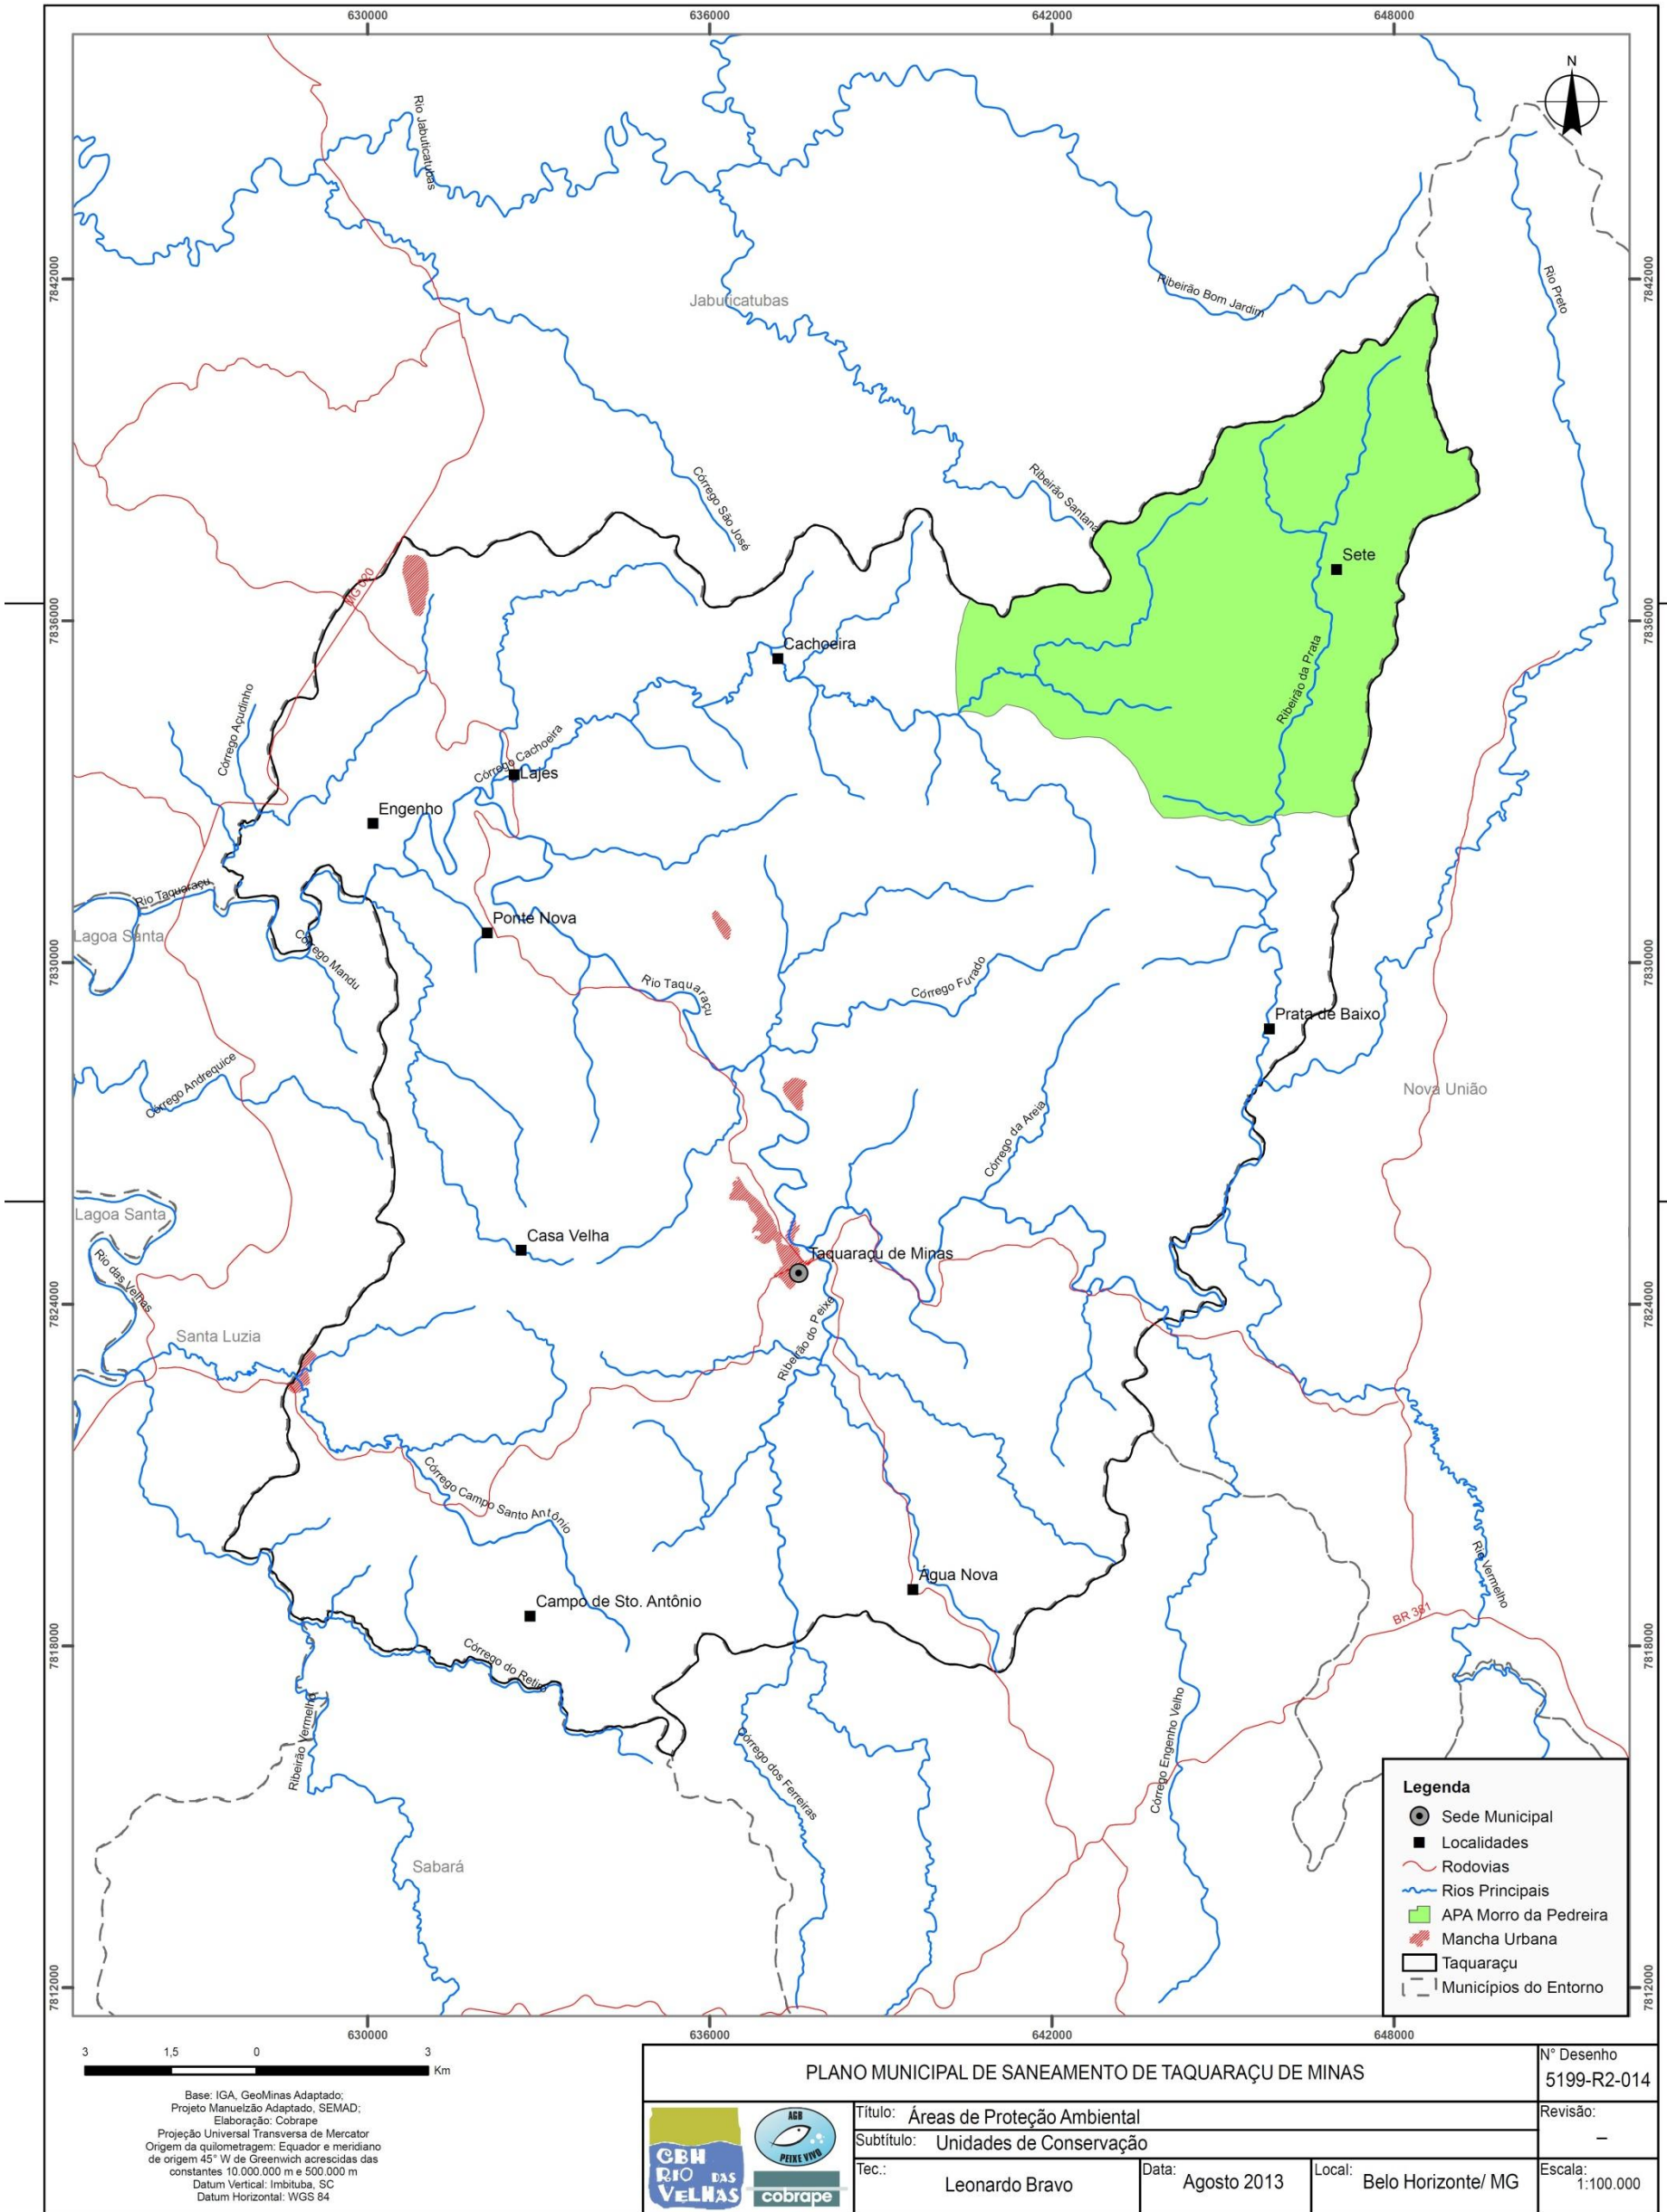 630000
636000
642000
648000
N
Rio Jabuticatubas
7842000
7842000
Jabuticatubas
Ribeirão Bom Jardim
Rio Preto
Córrego São José
Ribeirão Santana
Sete
MG 020
7836000
7836000
Cachoeira
Ribeirão da Prata
Córrego Açudinho
Córrego Cachoeira
Lajes
Engenho
Rio Taquaraçu
Ponte Nova
Lagoa Santa
Córrego Mandu
7830000
7830000
Rio Taquaraçu
Córrego Furado
Prata de Baixo
Córrego Andrequice
Nova União
Córrego da Areia
Lagoa Santa
Casa Velha
Taquaraçu de Minas
Rio das Velhas
7824000
7824000
Santa Luzia
Ribeirão do Peixe
Córrego Campo Santo Antônio
Água Nova
Rio Vermelho
Campo de Sto. Antônio
BR 381
7818000
7818000
Córrego do Retiro
Ribeirão Vermelho
Córrego dos Ferreiras
Córrego Engenho Velho
Sabará
Legenda
Sede Municipal
Localidades
Rodovias
Rios Principais
APA Morro da Pedreira
Mancha Urbana
Taquaraçu
Municípios do Entorno
7812000
7812000
630000
636000
642000
648000
3 1,5 0 3
Km
Base: IGA, GeoMinas Adaptado;
Projeto Manuelzão Adaptado, SEMAD;
Elaboração: Cobrape
Projeção Universal Transversa de Mercator
Origem da quilometragem: Equador e meridiano
de origem 45° W de Greenwich acrescidas das
constantes 10.000.000 m e 500.000 m
Datum Vertical: Imbituba, SC
Datum Horizontal: WGS 84
PLANO MUNICIPAL DE SANEAMENTO DE TAQUARAÇU DE MINAS
N° Desenho
5199-R2-014
CBH
RIO DAS
VELHAS
AGB
PEIXE VIVO
cobrape
Título: Áreas de Proteção Ambiental
Subtítulo: Unidades de Conservação
Revisão:
–
Tec.: Leonardo Bravo
Data: Agosto 2013
Local: Belo Horizonte/ MG
Escala: 1:100.000